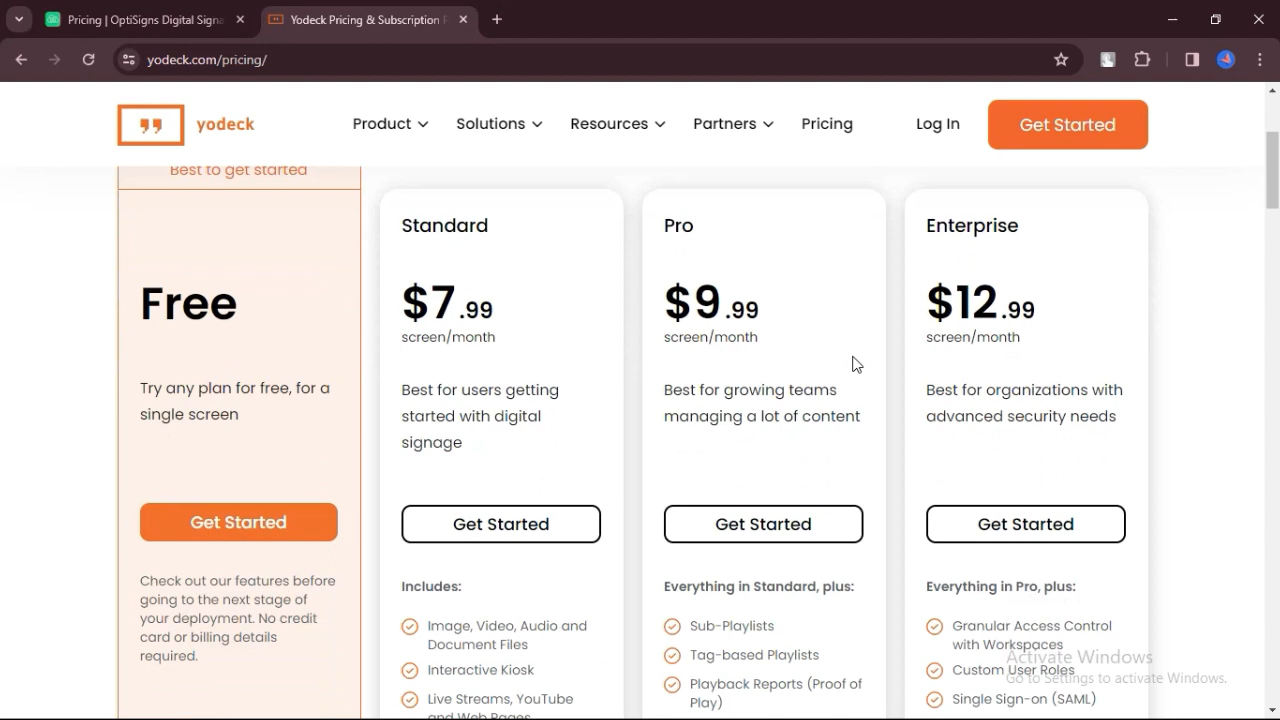 Pricing | OptiSigns Digital Signa
Yodeck Pricing & Subscription P
yodeck.com/pricing/
yodeck
Product
Solutions
Resources
Partners
Pricing
Log In
Get Started
Best to get started
Free
Try any plan for free, for a
single screen
Get Started
Check out our features before
going to the next stage of
your deployment. No credit
card or billing details
required.
Standard
$7.99
screen/month
Best for users getting
started with digital
signage
Get Started
Includes:
Image, Video, Audio and
Document Files
Interactive Kiosk
Live Streams, YouTube
and Web Pages
Pro
$9.99
screen/month
Best for growing teams
managing a lot of content
Get Started
Everything in Standard, plus:
Sub-Playlists
Tag-based Playlists
Playback Reports (Proof of
Play)
Enterprise
$12.99
screen/month
Best for organizations with
advanced security needs
Get Started
Everything in Pro, plus:
Granular Access Control
with Workspaces
Custom User Roles
Single Sign-on (SAML)
Activate Windows
Go to Settings to activate Windows.